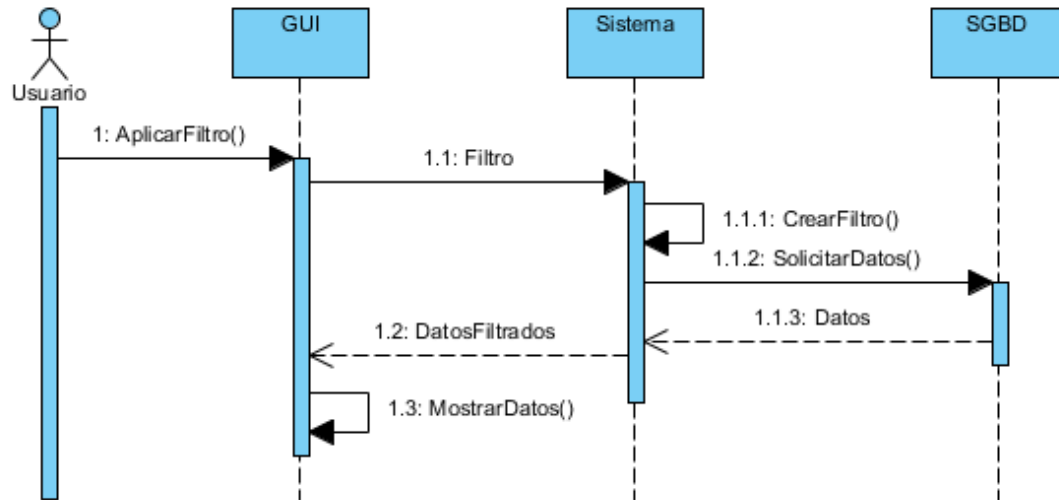 GUI
Sistema
SGBD
Usuario
1: AplicarFiltro()
1.1: Filtro
1.1.1: CrearFiltro()
1.1.2: SolicitarDatos()
1.1.3: Datos
1.2: DatosFiltrados
1.3: MostrarDatos()